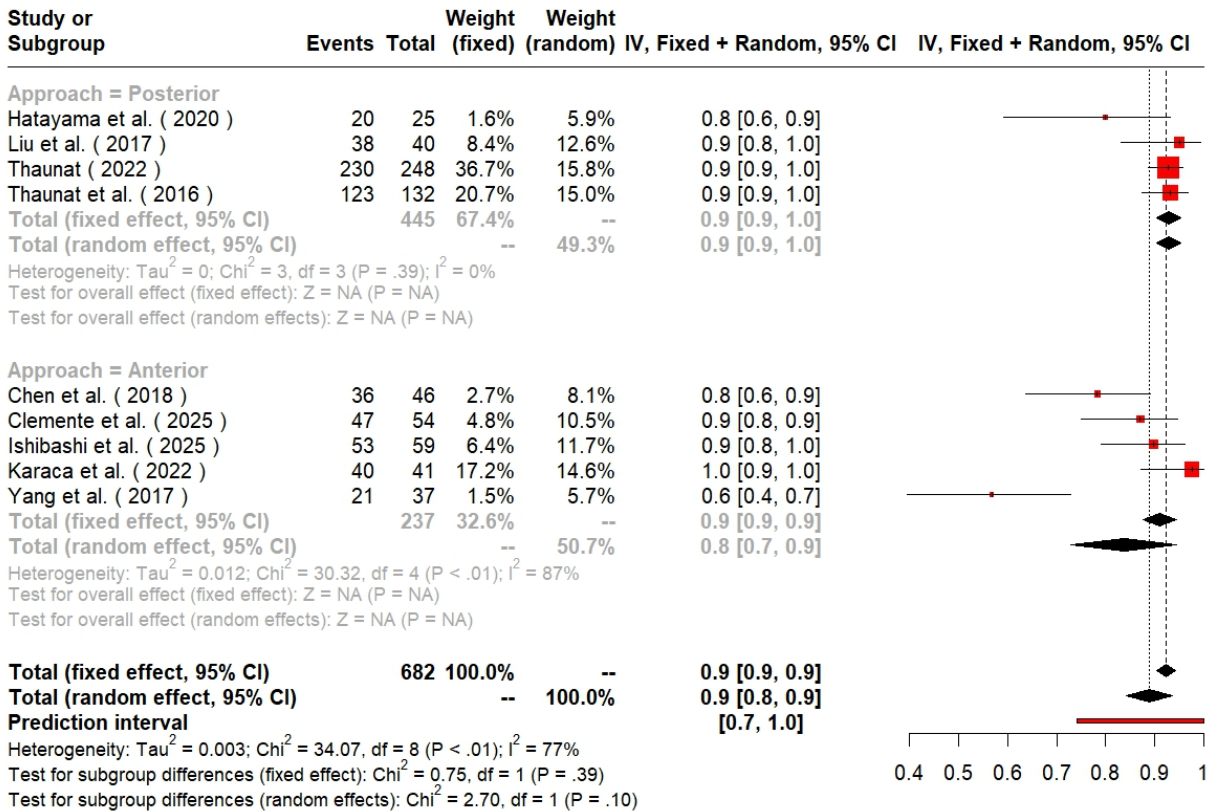 Study or Weight Weight
Subgroup Events Total (fixed) (random) IV, Fixed + Random, 95% CI IV, Fixed + Random, 95% CI
Approach = Posterior
Hatayama et al. ( 2020 ) 20 25 1.6% 5.9% 0.8 [0.6, 0.9]
Liu et al. ( 2017 ) 38 40 8.4% 12.6% 0.9 [0.8, 1.0]
Thaunat ( 2022 ) 230 248 36.7% 15.8% 0.9 [0.9, 1.0]
Thaunat et al. ( 2016 ) 123 132 20.7% 15.0% 0.9 [0.9, 1.0]
Total (fixed effect, 95% CI) 445 67.4% -- 0.9 [0.9, 1.0]
Total (random effect, 95% CI) -- 49.3% 0.9 [0.9, 1.0]
Heterogeneity: Tau² = 0; Chi² = 3, df = 3 (P = .39); I² = 0%
Test for overall effect (fixed effect): Z = NA (P = NA)
Test for overall effect (random effects): Z = NA (P = NA)
Approach = Anterior
Chen et al. ( 2018 ) 36 46 2.7% 8.1% 0.8 [0.6, 0.9]
Clemente et al. ( 2025 ) 47 54 4.8% 10.5% 0.9 [0.8, 0.9]
Ishibashi et al. ( 2025 ) 53 59 6.4% 11.7% 0.9 [0.8, 1.0]
Karaca et al. ( 2022 ) 40 41 17.2% 14.6% 1.0 [0.9, 1.0]
Yang et al. ( 2017 ) 21 37 1.5% 5.7% 0.6 [0.4, 0.7]
Total (fixed effect, 95% CI) 237 32.6% -- 0.9 [0.9, 0.9]
Total (random effect, 95% CI) -- 50.7% 0.8 [0.7, 0.9]
Heterogeneity: Tau² = 0.012; Chi² = 30.32, df = 4 (P < .01); I² = 87%
Test for overall effect (fixed effect): Z = NA (P = NA)
Test for overall effect (random effects): Z = NA (P = NA)
Total (fixed effect, 95% CI) 682 100.0% -- 0.9 [0.9, 0.9]
Total (random effect, 95% CI) -- 100.0% 0.9 [0.8, 0.9]
Prediction interval [0.7, 1.0]
Heterogeneity: Tau² = 0.003; Chi² = 34.07, df = 8 (P < .01); I² = 77%
Test for subgroup differences (fixed effect): Chi² = 0.75, df = 1 (P = .39)
Test for subgroup differences (random effects): Chi² = 2.70, df = 1 (P = .10)
0.4 0.5 0.6 0.7 0.8 0.9 1